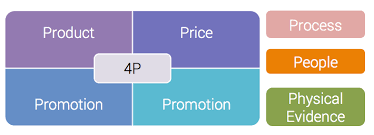 Product
Price
Process
4P
People
Promotion
Promotion
Physical
Evidence